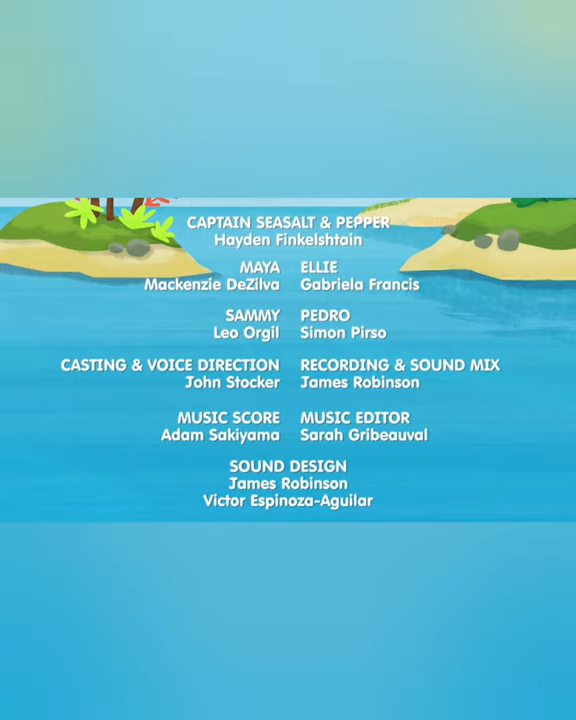 CAPTAIN SEASALT & PEPPER
Hayden Finkelshtain
MAYA ELLIE
Mackenzie DeZilva Gabriela Francis
SAMMY PEDRO
Leo Orgil Simon Pirso
CASTING & VOICE DIRECTION RECORDING & SOUND MIX
John Stocker James Robinson
MUSIC SCORE MUSIC EDITOR
Adam Sakiyama Sarah Gribeauval
SOUND DESIGN
James Robinson
Victor Espinoza-Aguilar